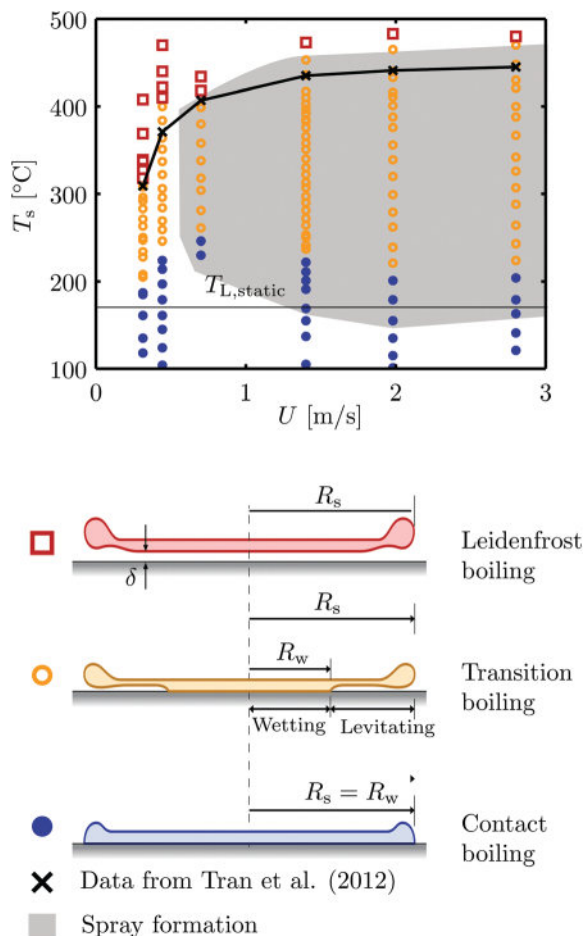 500
400
300
200
100
T_s [°C]
T_L,static
0 1 2 3
U [m/s]
R_s
δ
Leidenfrost
boiling
R_s
R_w
Transition
boiling
Wetting Levitating
R_s = R_w
Contact
boiling
Data from Tran et al. (2012)
Spray formation